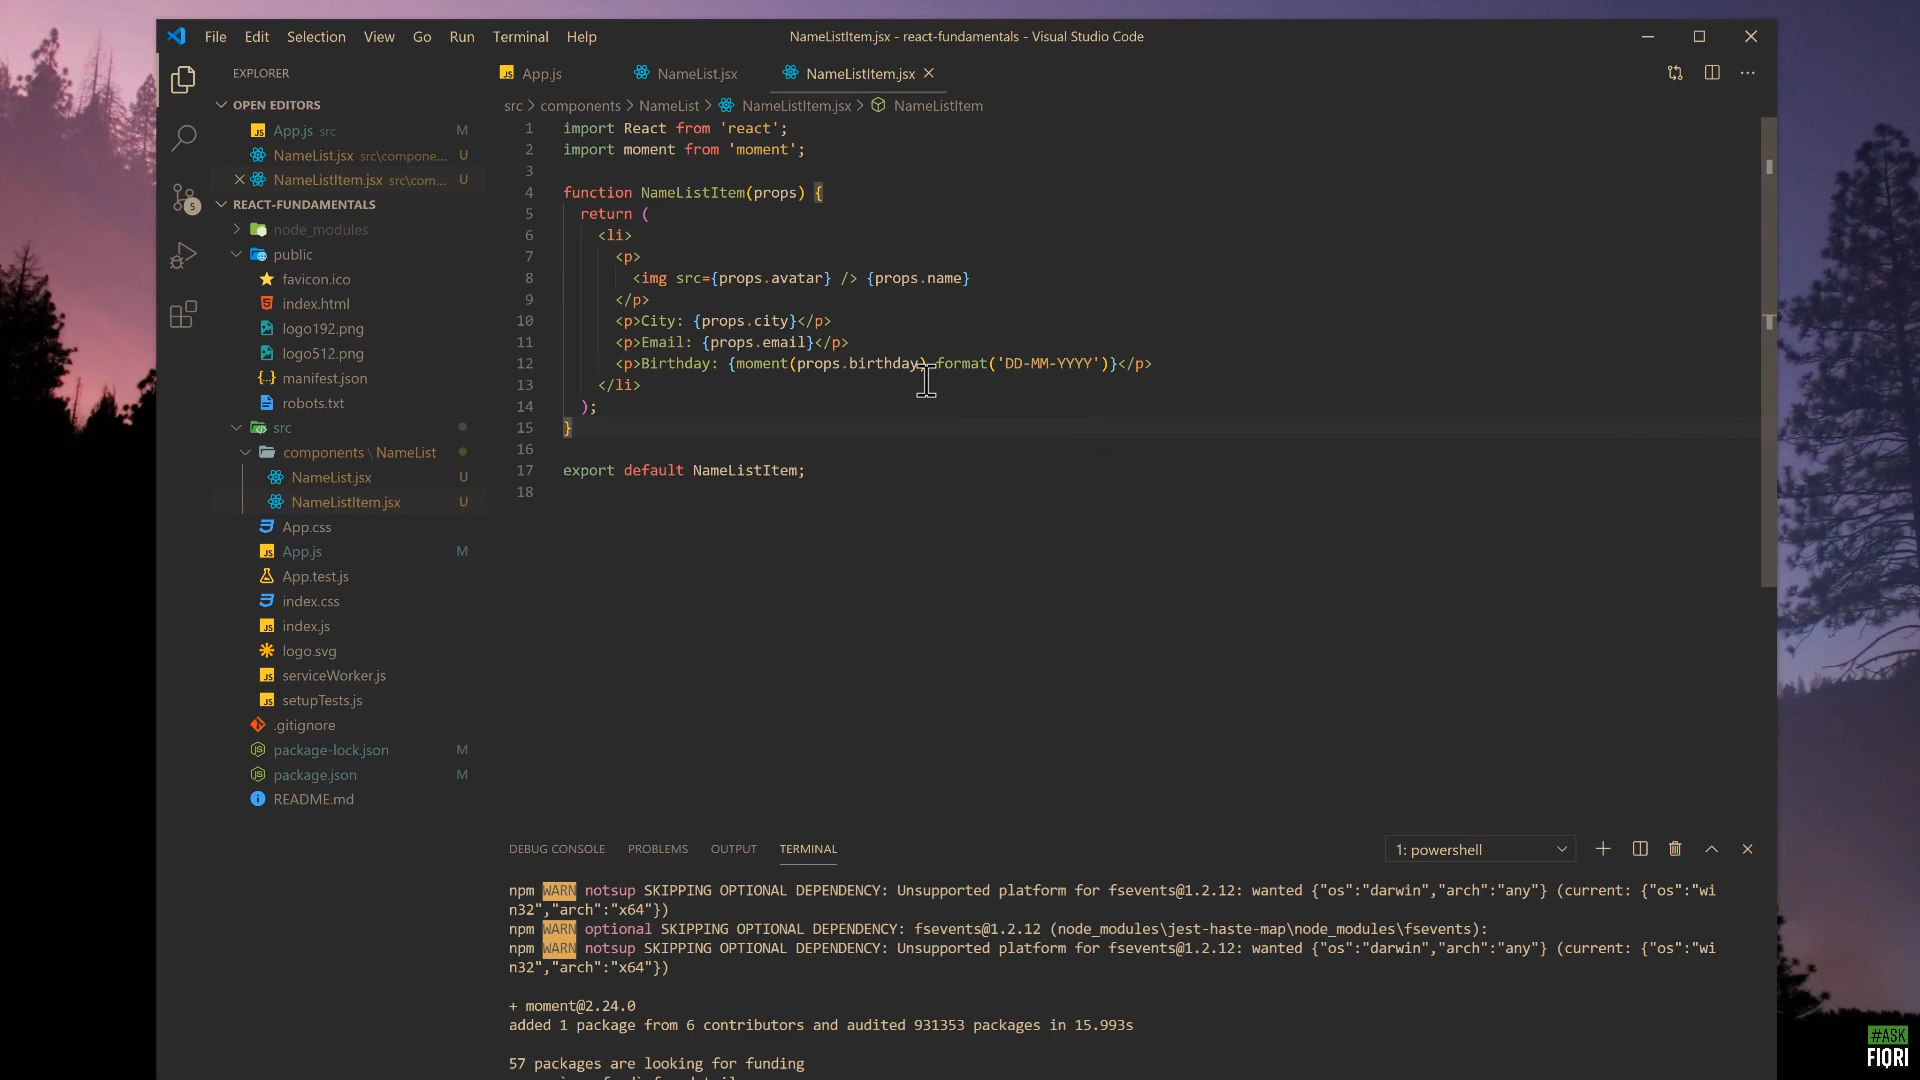 File Edit Selection View Go Run Terminal Help
NameListItem.jsx - react-fundamentals - Visual Studio Code
EXPLORER
OPEN EDITORS
App.js src M
NameList.jsx src\compone... U
NameListItem.jsx src\com... U
REACT-FUNDAMENTALS
node_modules
public
favicon.ico
index.html
logo192.png
logo512.png
manifest.json
robots.txt
src
components \ NameList
NameList.jsx U
NameListItem.jsx U
App.css
App.js M
App.test.js
index.css
index.js
logo.svg
serviceWorker.js
setupTests.js
.gitignore
package-lock.json M
package.json M
README.md
5
JS App.js NameList.jsx NameListItem.jsx
src > components > NameList > NameListItem.jsx > NameListItem
1 import React from 'react';
2 import moment from 'moment';
3
4 function NameListItem(props) {
5 return (
6 <li>
7 <p>
8 <img src={props.avatar} /> {props.name}
9 </p>
10 <p>City: {props.city}</p>
11 <p>Email: {props.email}</p>
12 <p>Birthday: {moment(props.birthday).format('DD-MM-YYYY')}</p>
13 </li>
14 );
15 }
16
17 export default NameListItem;
18
DEBUG CONSOLE PROBLEMS OUTPUT TERMINAL
1: powershell
npm WARN notsup SKIPPING OPTIONAL DEPENDENCY: Unsupported platform for fsevents@1.2.12: wanted {"os":"darwin","arch":"any"} (current: {"os":"wi
n32","arch":"x64"})
npm WARN optional SKIPPING OPTIONAL DEPENDENCY: fsevents@1.2.12 (node_modules\jest-haste-map\node_modules\fsevents):
npm WARN notsup SKIPPING OPTIONAL DEPENDENCY: Unsupported platform for fsevents@1.2.12: wanted {"os":"darwin","arch":"any"} (current: {"os":"wi
n32","arch":"x64"})
+ moment@2.24.0
added 1 package from 6 contributors and audited 931353 packages in 15.993s
57 packages are looking for funding
#ASK
FIQRI